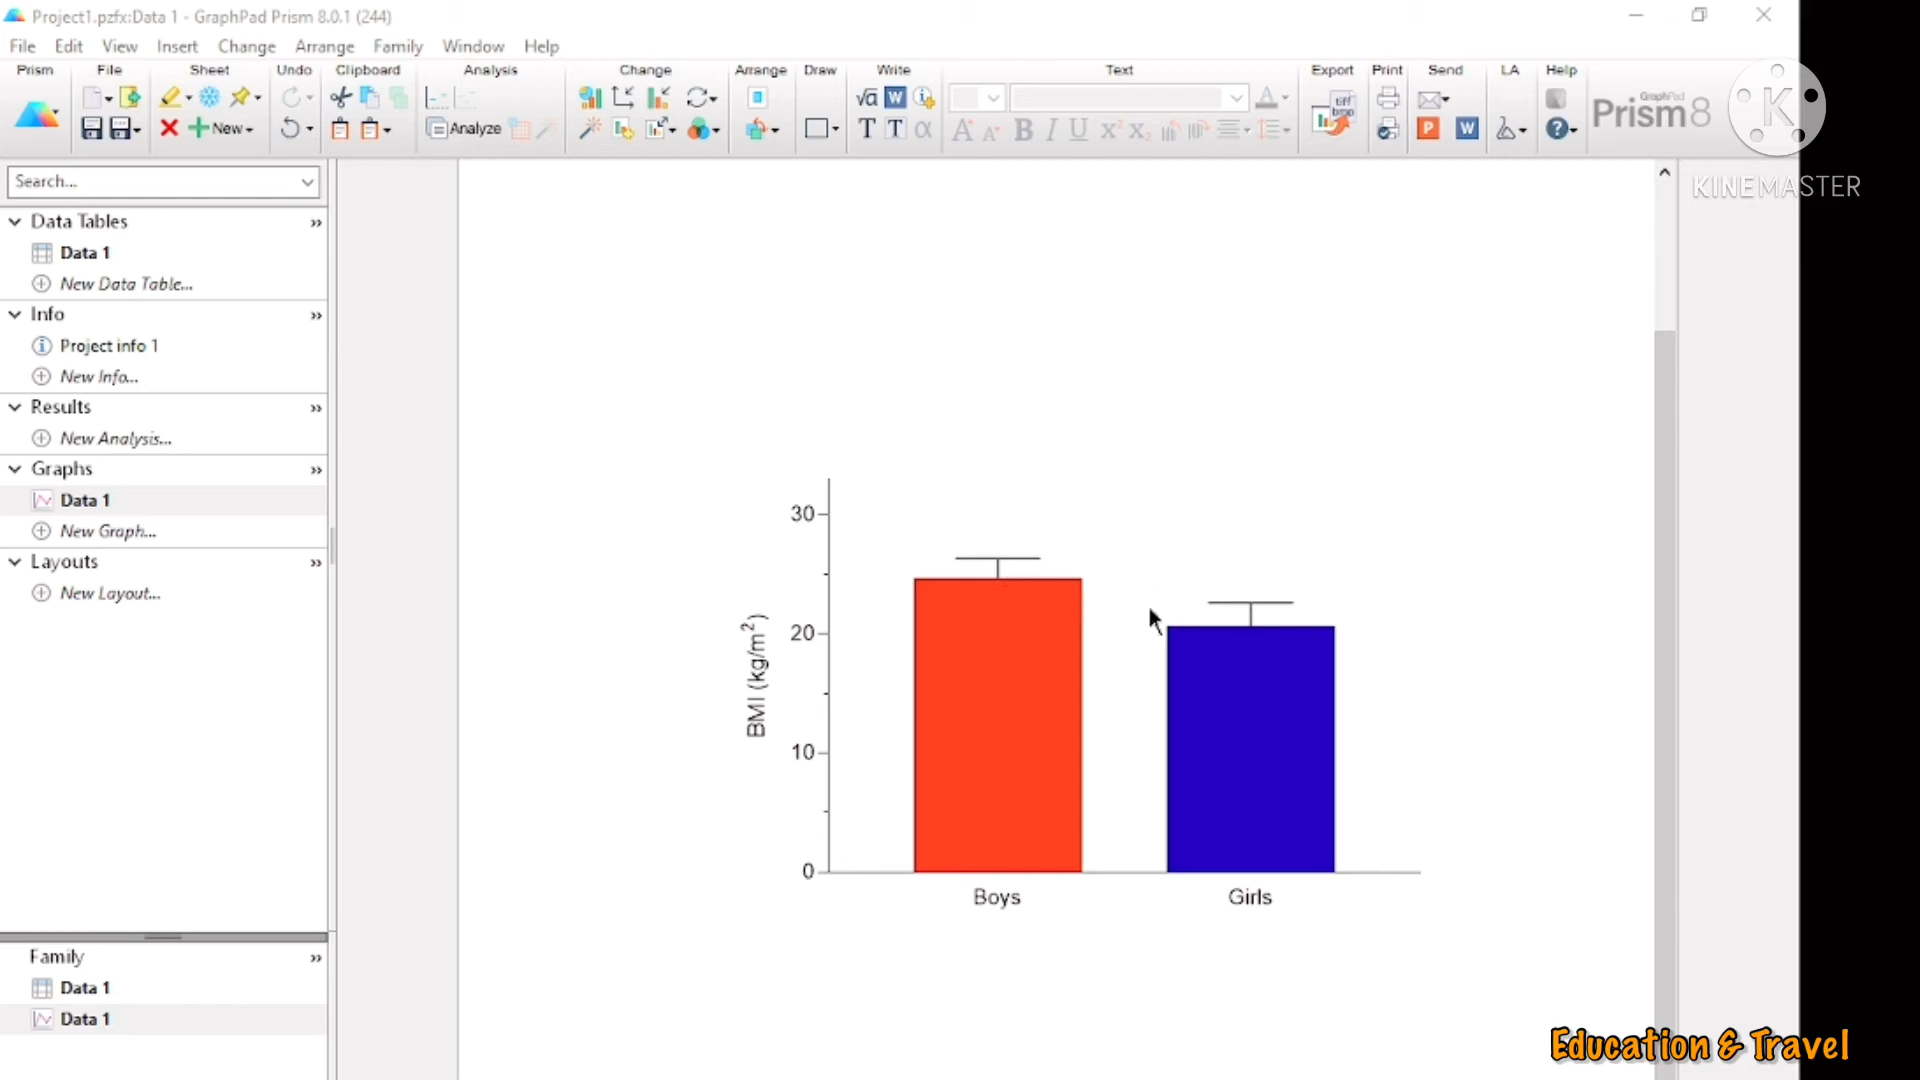 Project1.pzfx:Data 1 - GraphPad Prism 8.0.1 (244)
File Edit View Insert Change Arrange Family Window Help
Prism File Sheet Undo Clipboard Analysis Change Arrange Draw Write Text Export Print Send LA Help
New
Analyze
GraphPad
Prism 8
KINEMASTER
Search...
Data Tables
Data 1
New Data Table...
Info
Project info 1
New Info...
Results
New Analysis...
Graphs
Data 1
New Graph...
Layouts
New Layout...
Family
Data 1
Data 1
30
20
10
0
BMI (kg/m²)
Boys
Girls
Education & Travel